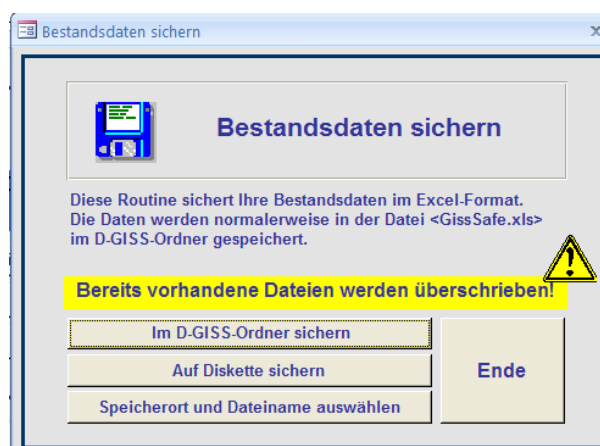 Bestandsdaten sichern
Bestandsdaten sichern
Diese Routine sichert Ihre Bestandsdaten im Excel-Format.
Die Daten werden normalerweise in der Datei <GissSafe.xls>
im D-GISS-Ordner gespeichert.
Bereits vorhandene Dateien werden überschrieben!
Im D-GISS-Ordner sichern
Auf Diskette sichern
Speicherort und Dateiname auswählen
Ende